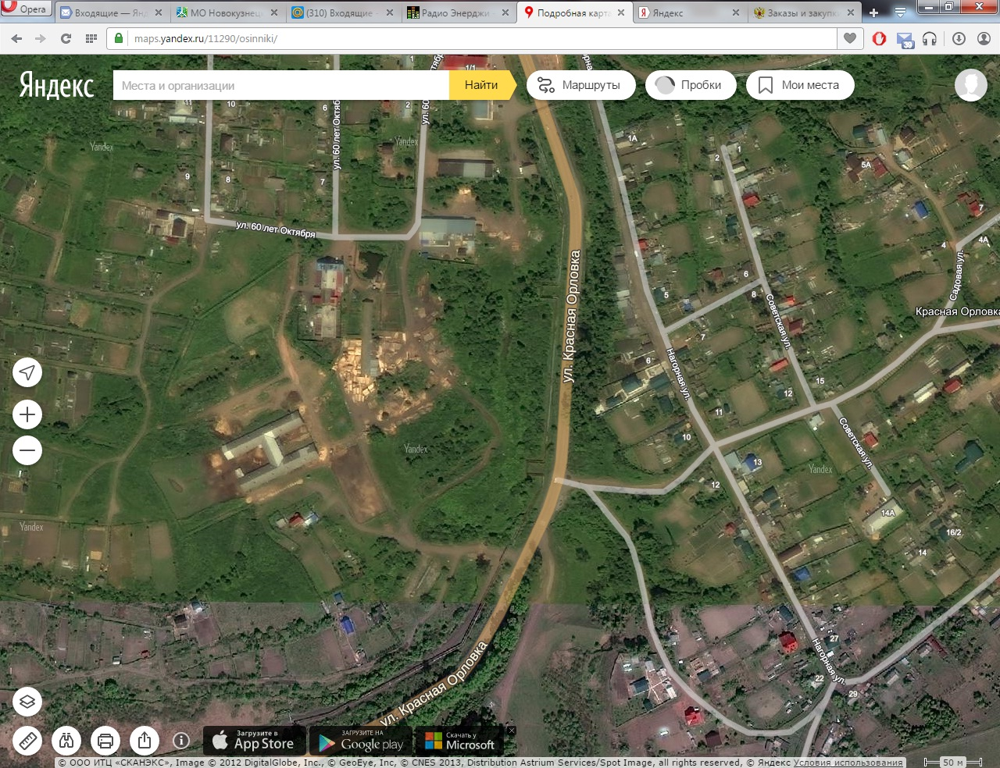 Opera
Входящие — Янд
МО Новокузнец
(310) Входящие -
Радио Энерджи -
Подробная карта
Яндекс
Заказы и закупк
maps.yandex.ru/11290/osinniki/
30
Яндекс
Места и организации
Найти
Маршруты
Пробки
Мои места
1
1/1
11
10
6
2
ул. 60 лет Октября
Yandex
Yandex
1А
1
2
5А
9
8
7
4
7
4А
ул. 60 лет Октября
ул. Красная Орловка
6
8
5
7
6
Садовая ул.
Красная Орловка
Советская ул.
Нагорная ул.
15
12
11
10
Yandex
13
Yandex
12
Советская ул.
14А
16/2
14
Yandex
27
Нагорная ул.
22
29
ул. Красная Орловка
Загрузите в
App Store
ЗАГРУЗИТЕ НА
Google play
Скачать у
Microsoft
© ООО ИТЦ «СКАНЭКС», Image © 2012 DigitalGlobe, Inc., © GeoEye, Inc, © CNES 2013, Distribution Astrium Services/Spot Image, all rights reserved, © Яндекс Условия использования
50 м